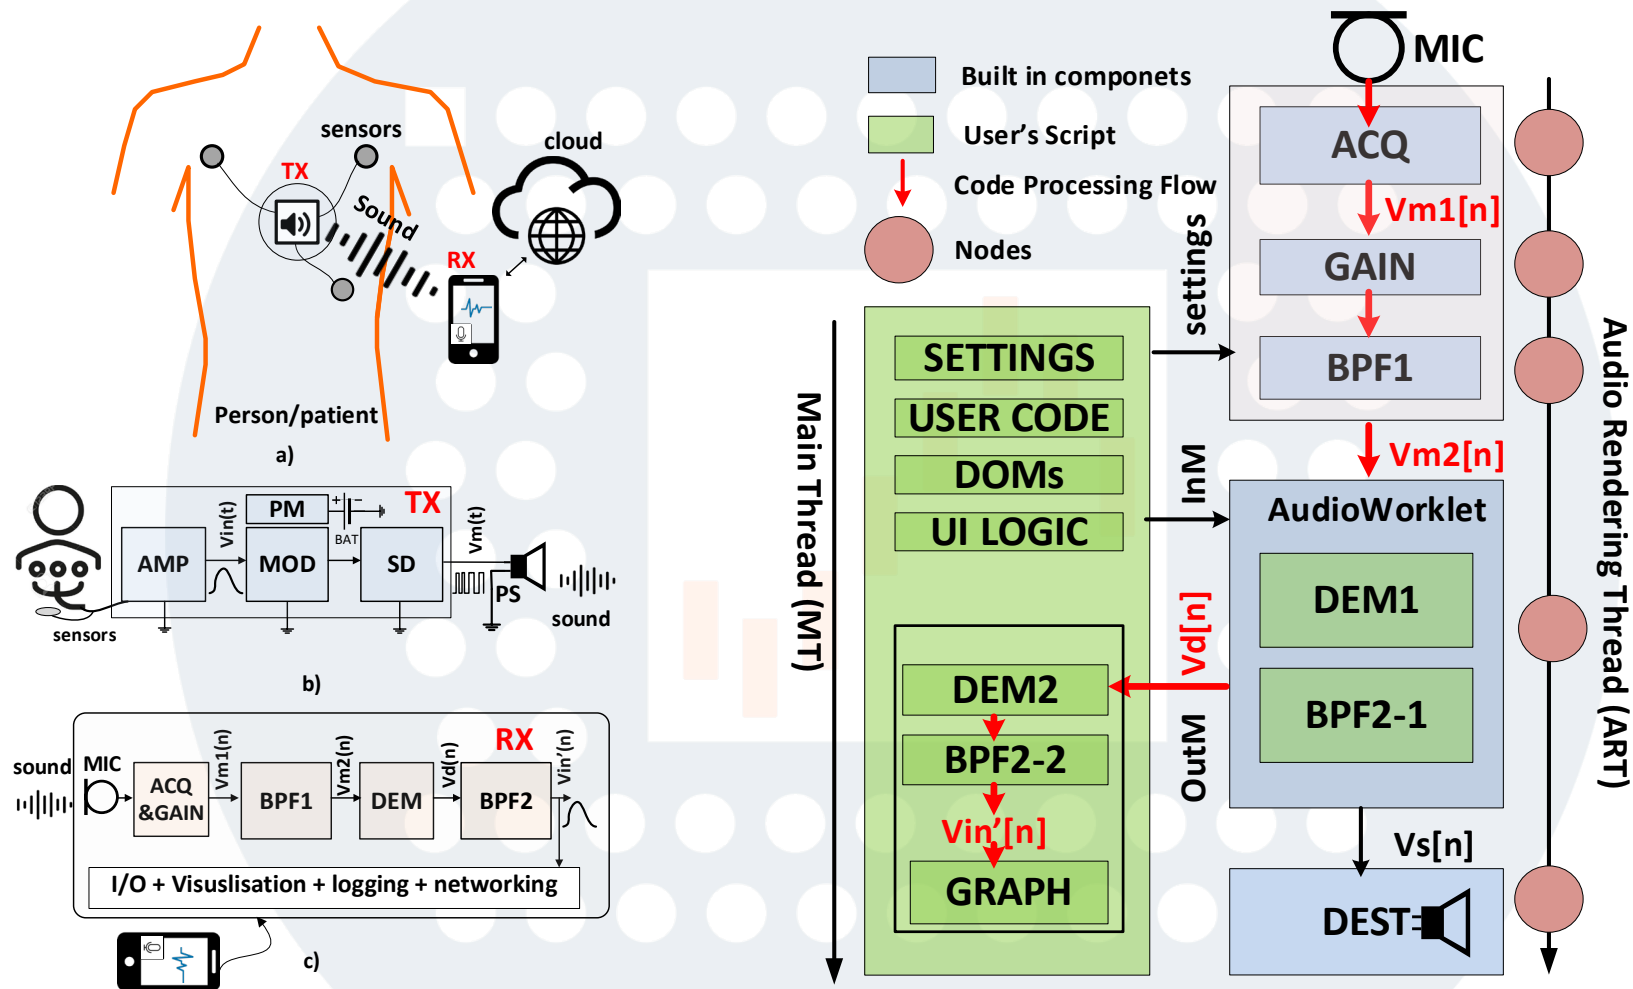 sensors
cloud
TX
Sound
RX
Person/patient
a)
TX
PM
+ −
BAT
Vin(t)
Vm(t)
AMP
MOD
SD
PS
sensors
sound
b)
RX
sound
MIC
ACQ
&GAIN
Vm1(n)
BPF1
Vm2(n)
DEM
Vd(n)
BPF2
Vin'(n)
I/O + Visuslisation + logging + networking
c)
Built in componets
User's Script
Code Processing Flow
Nodes
Main Thread (MT)
SETTINGS
USER CODE
DOMs
UI LOGIC
DEM2
BPF2-2
Vin'[n]
GRAPH
settings
InM
Vd[n]
OutM
MIC
ACQ
Vm1[n]
GAIN
BPF1
Vm2[n]
AudioWorklet
DEM1
BPF2-1
Vs[n]
DEST
Audio Rendering Thread (ART)